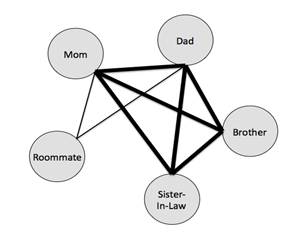 Dad
Mom
Brother
Roommate
Sister-
In-Law